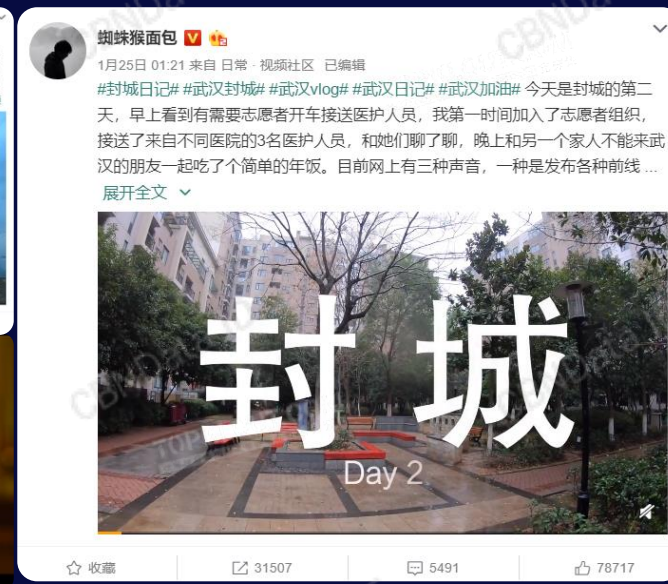 蜘蛛猴面包
1月25日 01:21 来自 日常·视频社区 已编辑
#封城日记# #武汉封城# #武汉vlog# #武汉日记# #武汉加油# 今天是封城的第二
天，早上看到有需要志愿者开车接送医护人员，我第一时间加入了志愿者组织，
接送了来自不同医院的3名医护人员，和她们聊了聊，晚上和另一个家人不能来武
汉的朋友一起吃了个简单的年饭。目前网上有三种声音，一种是发布各种前线 ...
展开全文
封城
Day 2
收藏 31507 5491 78717